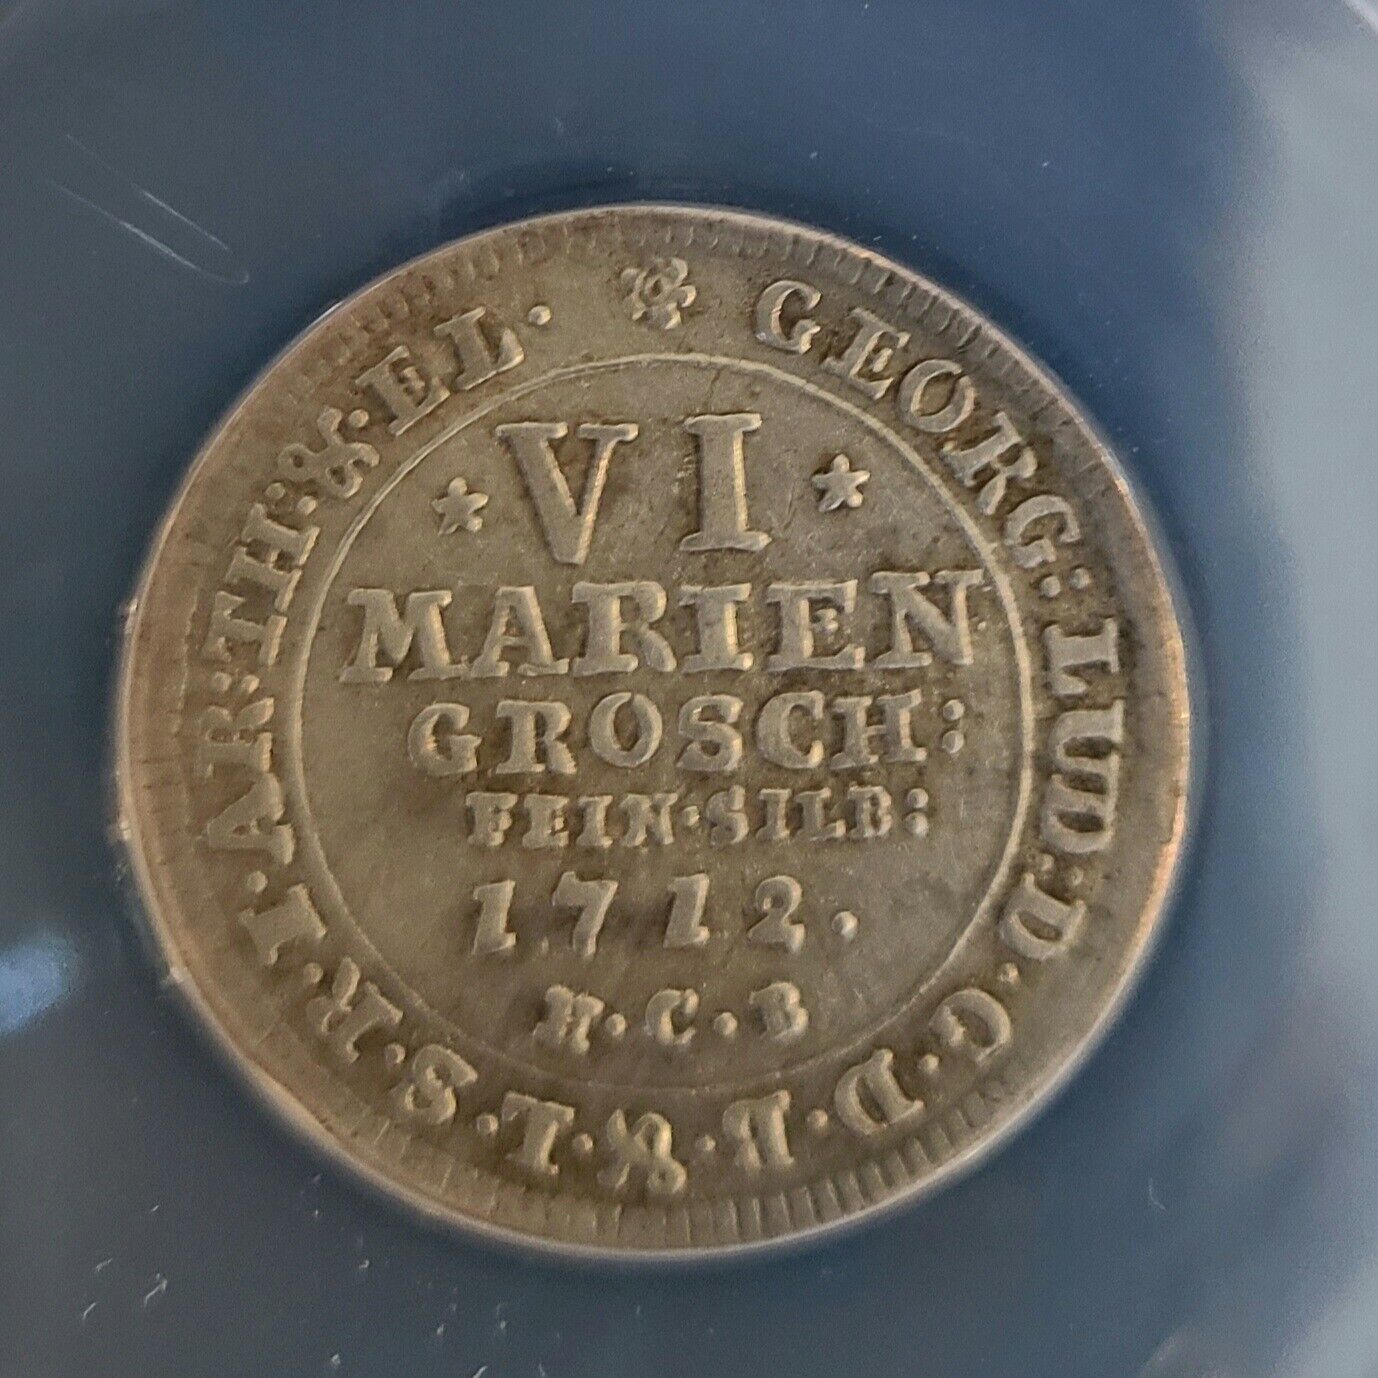 GEORG: LUD. D. G. D. B. & L. S. R. I. AR: TH: & EL.
VI
MARIEN
GROSCH:
FEIN·SILB:
1712.
H·C·B